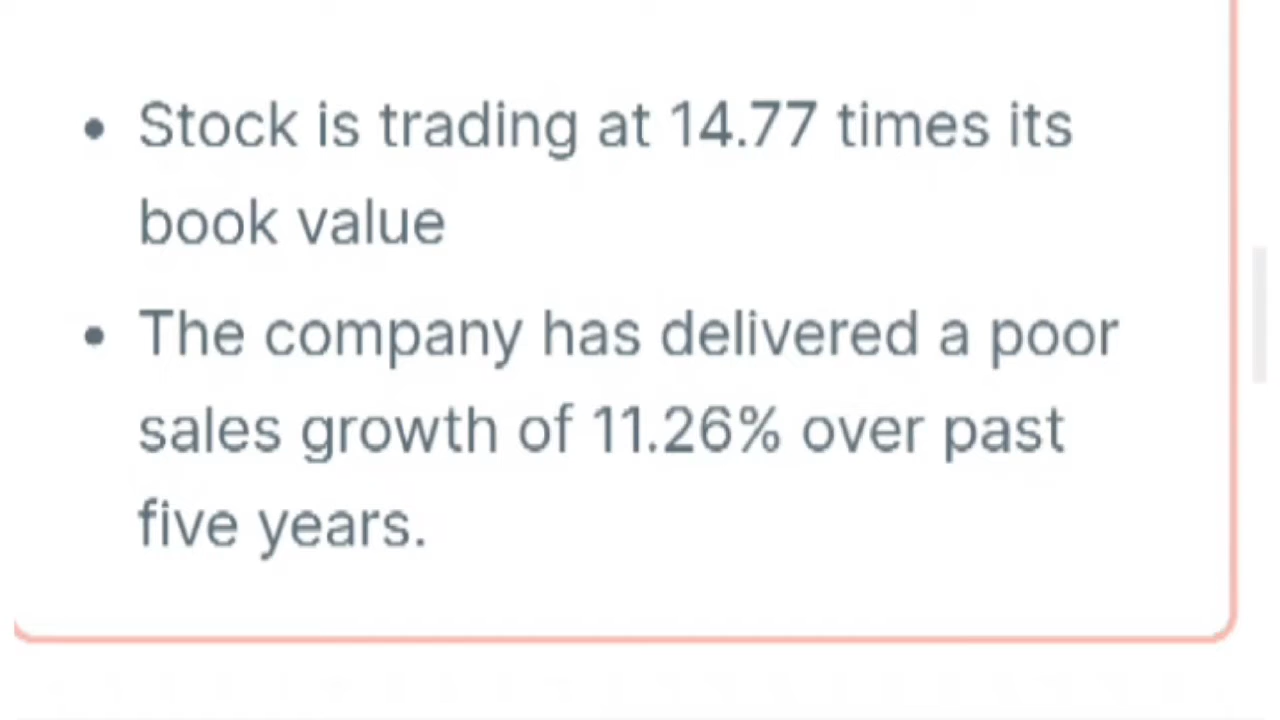 • Stock is trading at 14.77 times its
book value
• The company has delivered a poor
sales growth of 11.26% over past
five years.